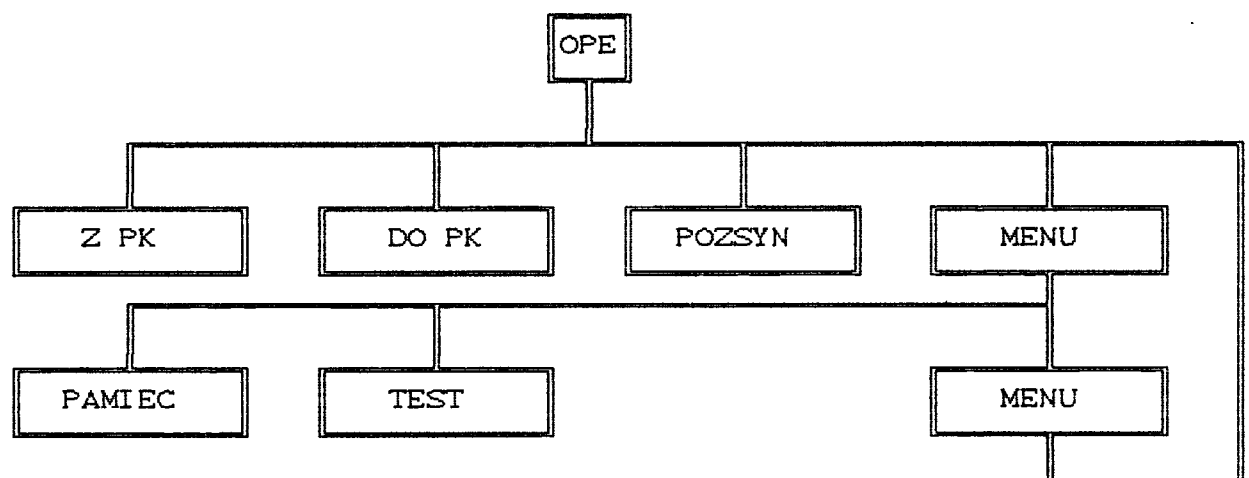 OPE
Z PK
DO PK
POZSYN
MENU
PAMIEC
TEST
MENU